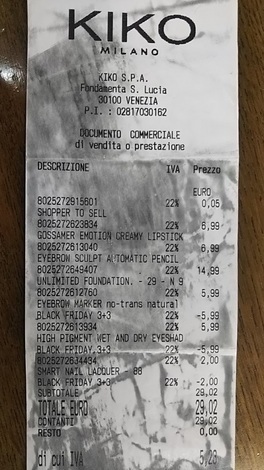 KIKO
MILANO
KIKO S.P.A.
Fondamenta S. Lucia
30100 VENEZIA
P.I. : 02817030162
DOCUMENTO COMMERCIALE
di vendita o prestazione
DESCRIZIONE IVA Prezzo
EURO
8025272915601 22% 0,05
SHOPPER TO SELL
8025272623834 22% 6,99
GOSSAMER EMOTION CREAMY LIPSTICK
8025272613040 22% 6,99
EYEBROW SCULPT AUTOMATIC PENCIL
8025272649407 22% 14,99
UNLIMITED FOUNDATION. - 29 - N 9
8025272612760 22% 5,99
EYEBROW MARKER no-trans natural
BLACK FRIDAY 3+3 22% -5,99
8025272613934 22% 5,99
HIGH PIGMENT WET AND DRY EYESHAD
BLACK FRIDAY 3+3 22% -5,99
8025272634434 22% 2,00
SMART NAIL LACQUER - 88
BLACK FRIDAY 3+3 22% -2,00
SUBTOTALE 29,02
TOTALE EURO 29,02
CONTANTI 29,02
RESTO 0,00
di cui IVA 5,23